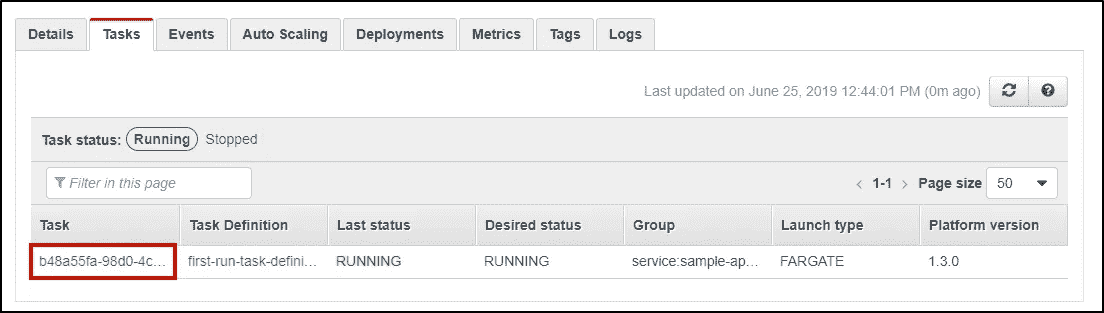 Details Tasks Events Auto Scaling Deployments Metrics Tags Logs
Last updated on June 25, 2019 12:44:01 PM (0m ago)
Task status: Running Stopped
Filter in this page < 1-1 > Page size 50
Task Task Definition Last status Desired status Group Launch type Platform version
b48a55fa-98d0-4c... first-run-task-defini... RUNNING RUNNING service:sample-ap... FARGATE 1.3.0